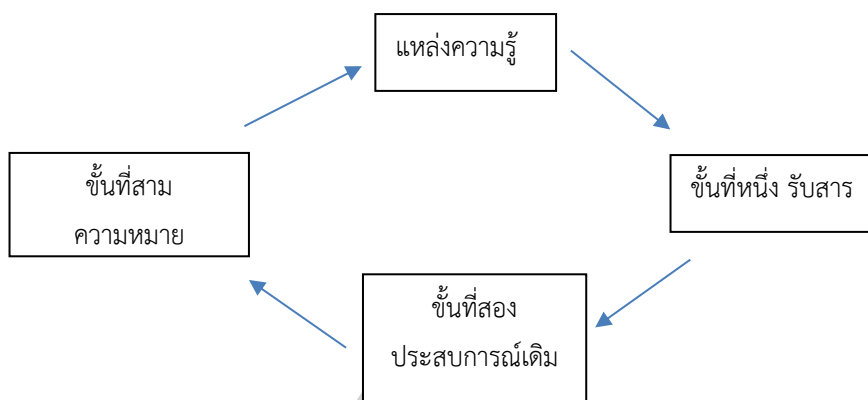 แหล่งความรู้
ขั้นที่หนึ่ง รับสาร
ขั้นที่สอง
ประสบการณ์เดิม
ขั้นที่สาม
ความหมาย